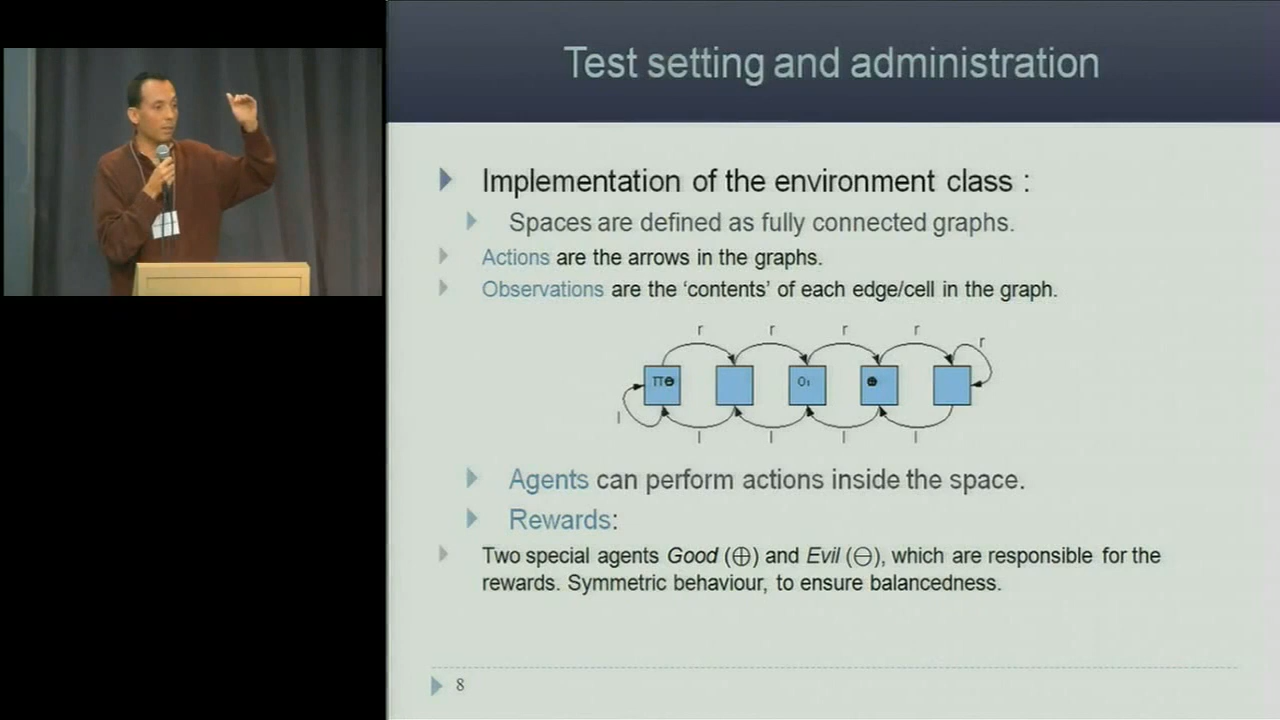 Test setting and administration
Implementation of the environment class :
Spaces are defined as fully connected graphs.
Actions are the arrows in the graphs.
Observations are the ‘contents’ of each edge/cell in the graph.
r r r r r
π⊖ O₁ ⊕
l l l l l
Agents can perform actions inside the space.
Rewards:
Two special agents Good (⊕) and Evil (⊖), which are responsible for the
rewards. Symmetric behaviour, to ensure balancedness.
8